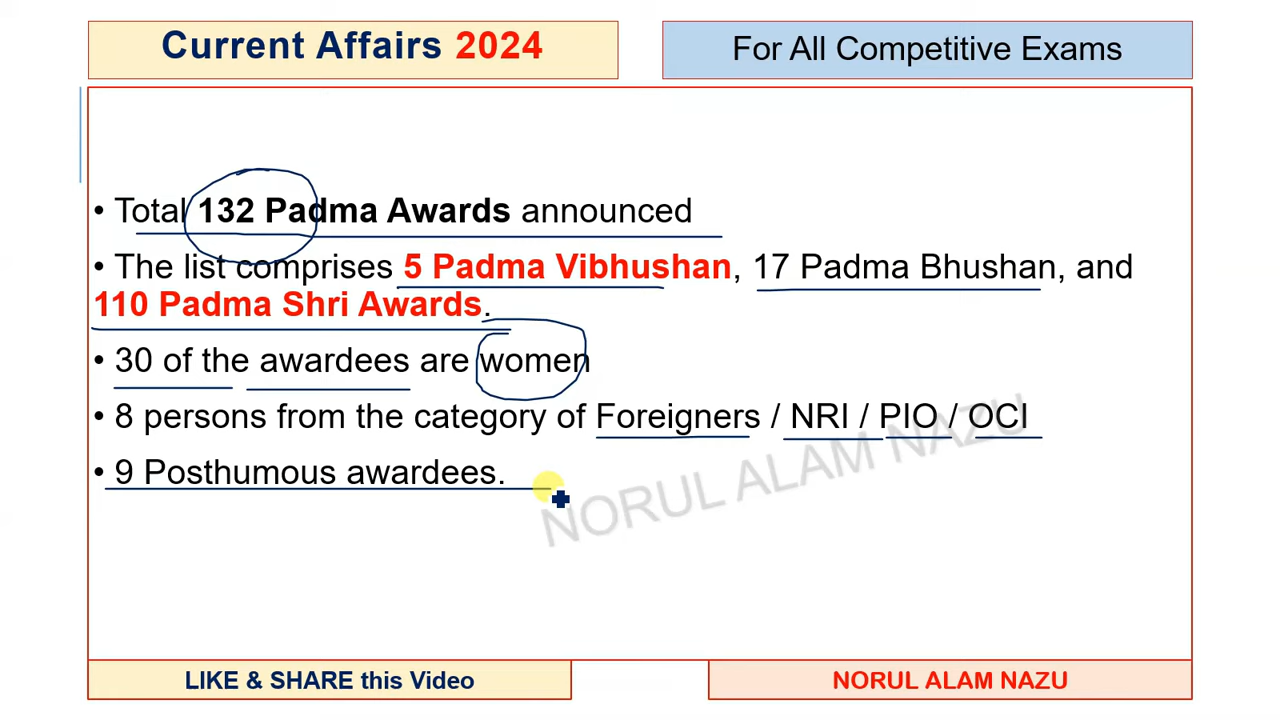 Current Affairs 2024
For All Competitive Exams
• Total 132 Padma Awards announced
• The list comprises 5 Padma Vibhushan, 17 Padma Bhushan, and
110 Padma Shri Awards.
• 30 of the awardees are women
• 8 persons from the category of Foreigners / NRI / PIO / OCI
• 9 Posthumous awardees.
NORUL ALAM NAZU
LIKE & SHARE this Video
NORUL ALAM NAZU